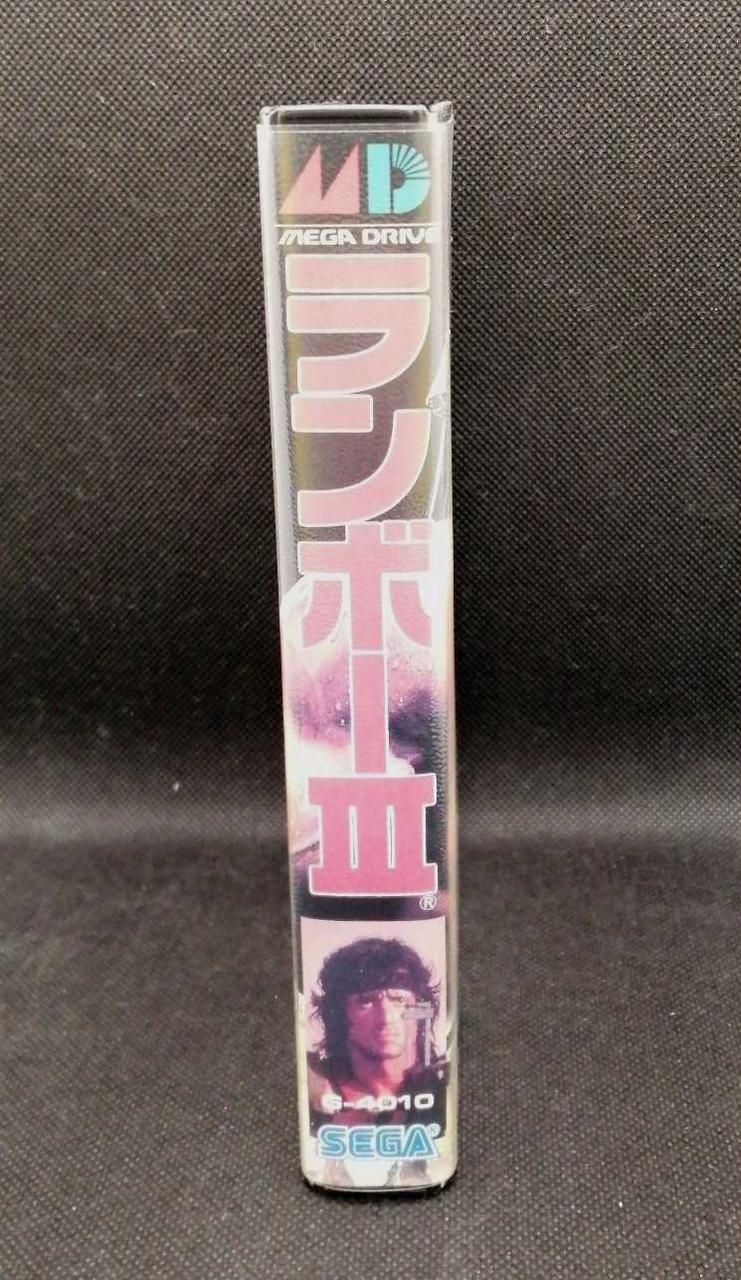 MD
MEGA DRIVE
ランボーIII®
G-4010
SEGA®